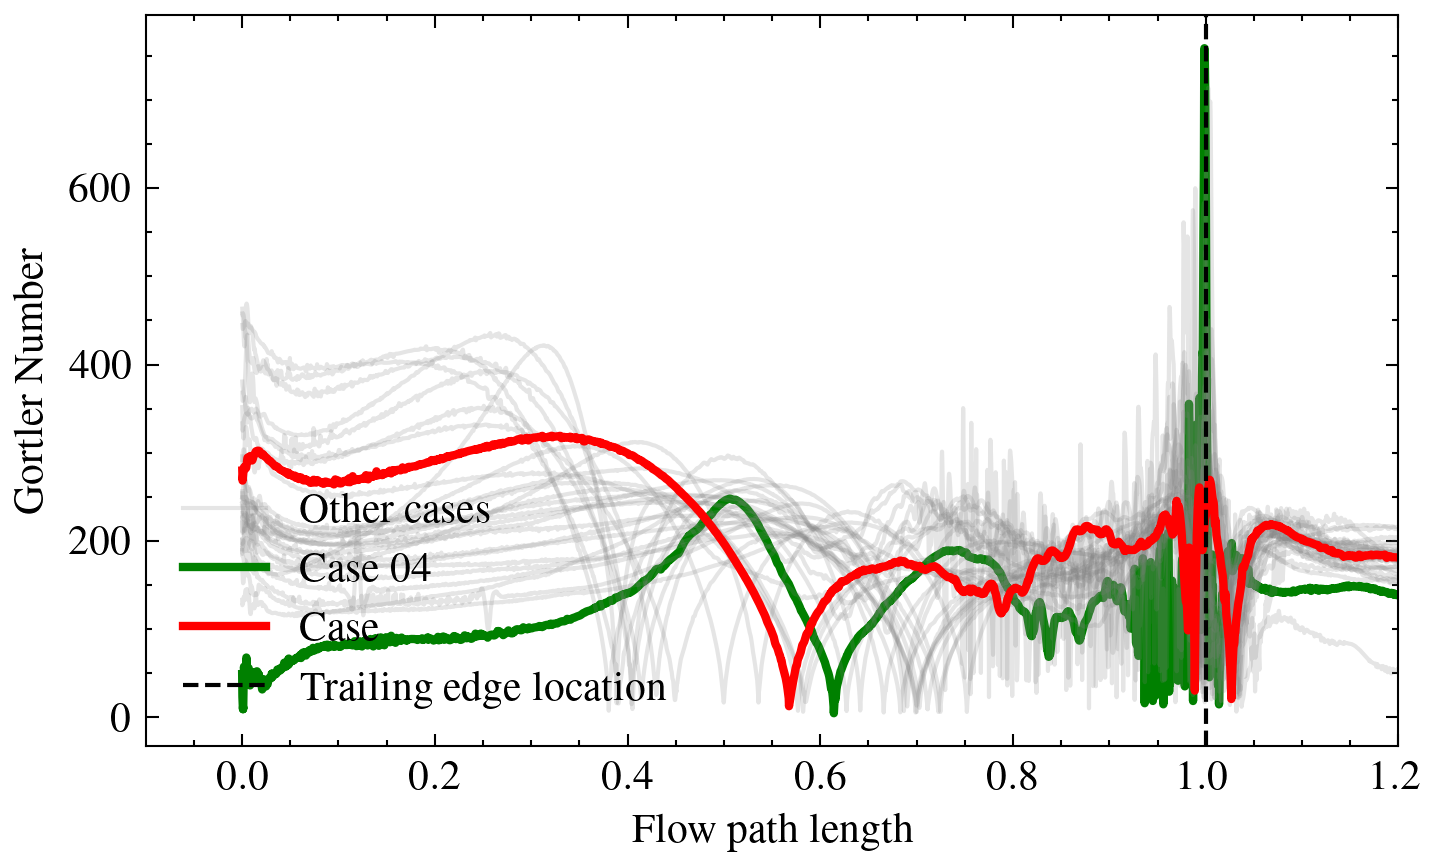 Gortler Number
600
400
200
0
Other cases
Case 04
Case
Trailing edge location
0.0 0.2 0.4 0.6 0.8 1.0 1.2
Flow path length